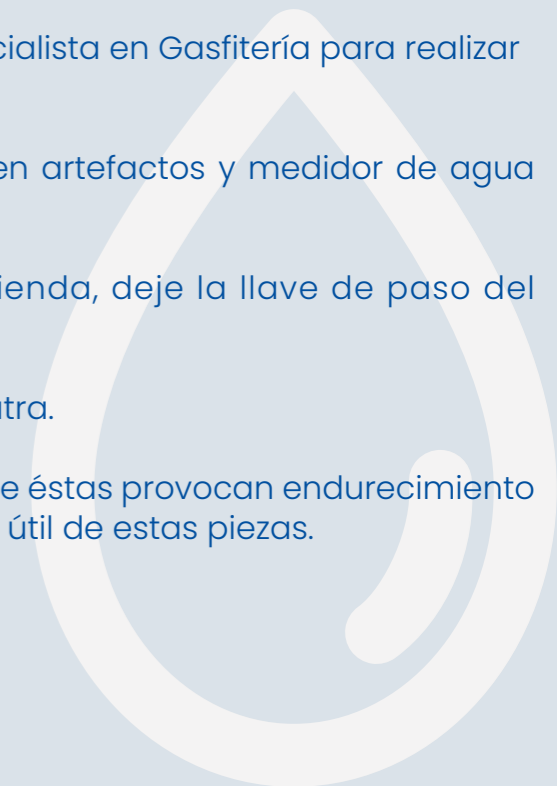 cialista en Gasfitería para realizar
en artefactos y medidor de agua
ienda, deje la llave de paso del
tra.
e éstas provocan endurecimiento
útil de estas piezas.